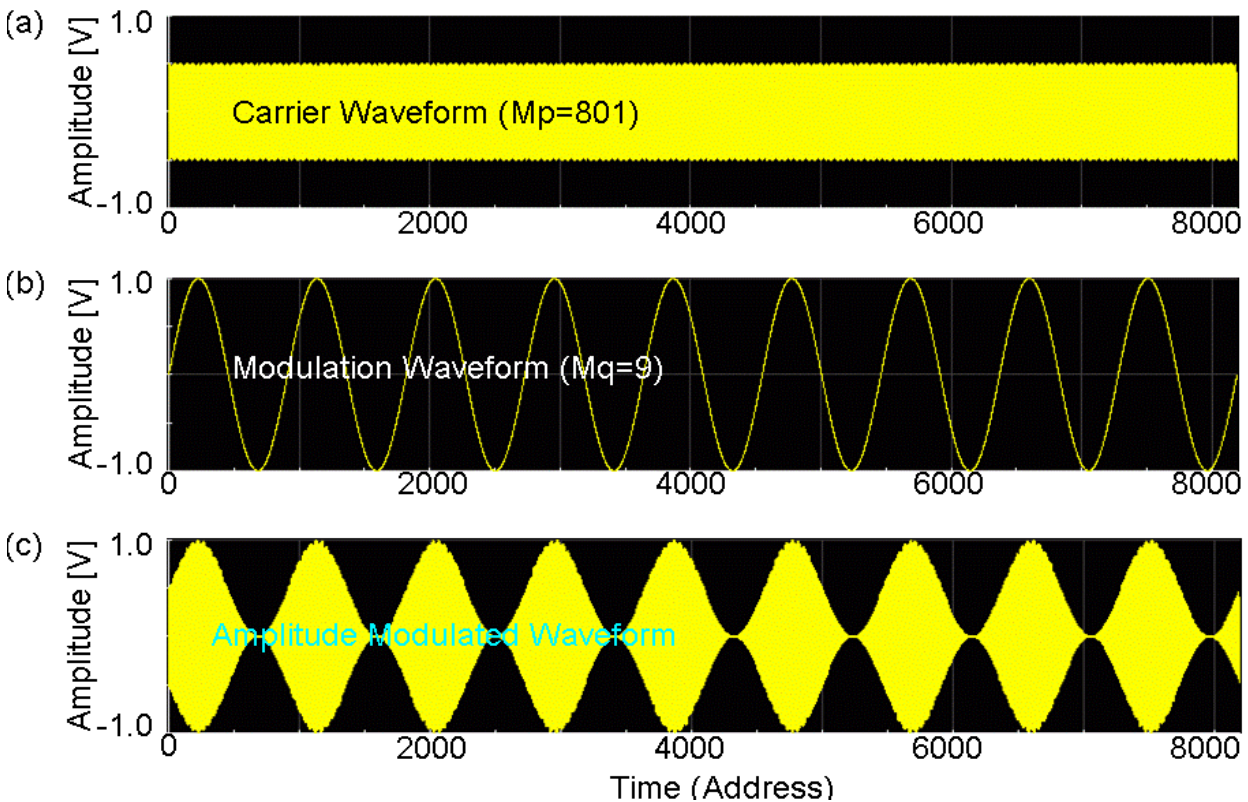 (a)
Amplitude [V]
1.0
-1.0
Carrier Waveform (Mp=801)
0 2000 4000 6000 8000
(b)
Amplitude [V]
1.0
-1.0
Modulation Waveform (Mq=9)
0 2000 4000 6000 8000
(c)
Amplitude [V]
1.0
-1.0
Amplitude Modulated Waveform
0 2000 4000 6000 8000
Time (Address)